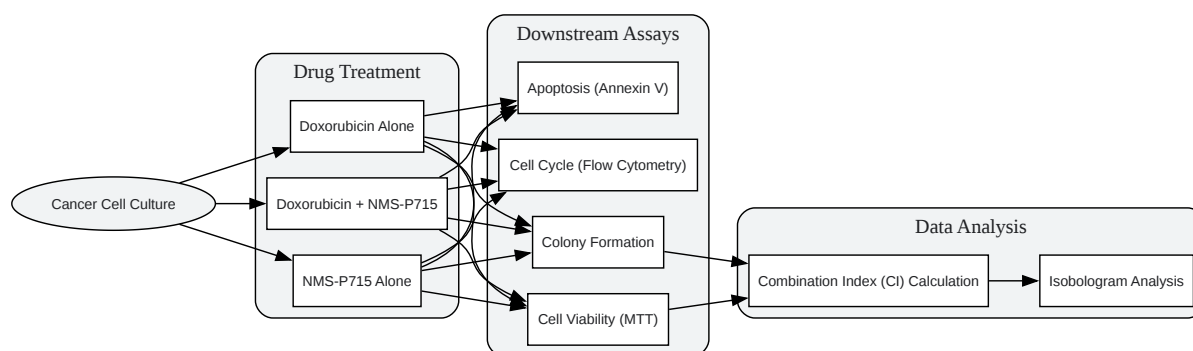 Cancer Cell Culture
Drug Treatment
Doxorubicin Alone
Doxorubicin + NMS-P715
NMS-P715 Alone
Downstream Assays
Apoptosis (Annexin V)
Cell Cycle (Flow Cytometry)
Colony Formation
Cell Viability (MTT)
Data Analysis
Combination Index (CI) Calculation
Isobologram Analysis